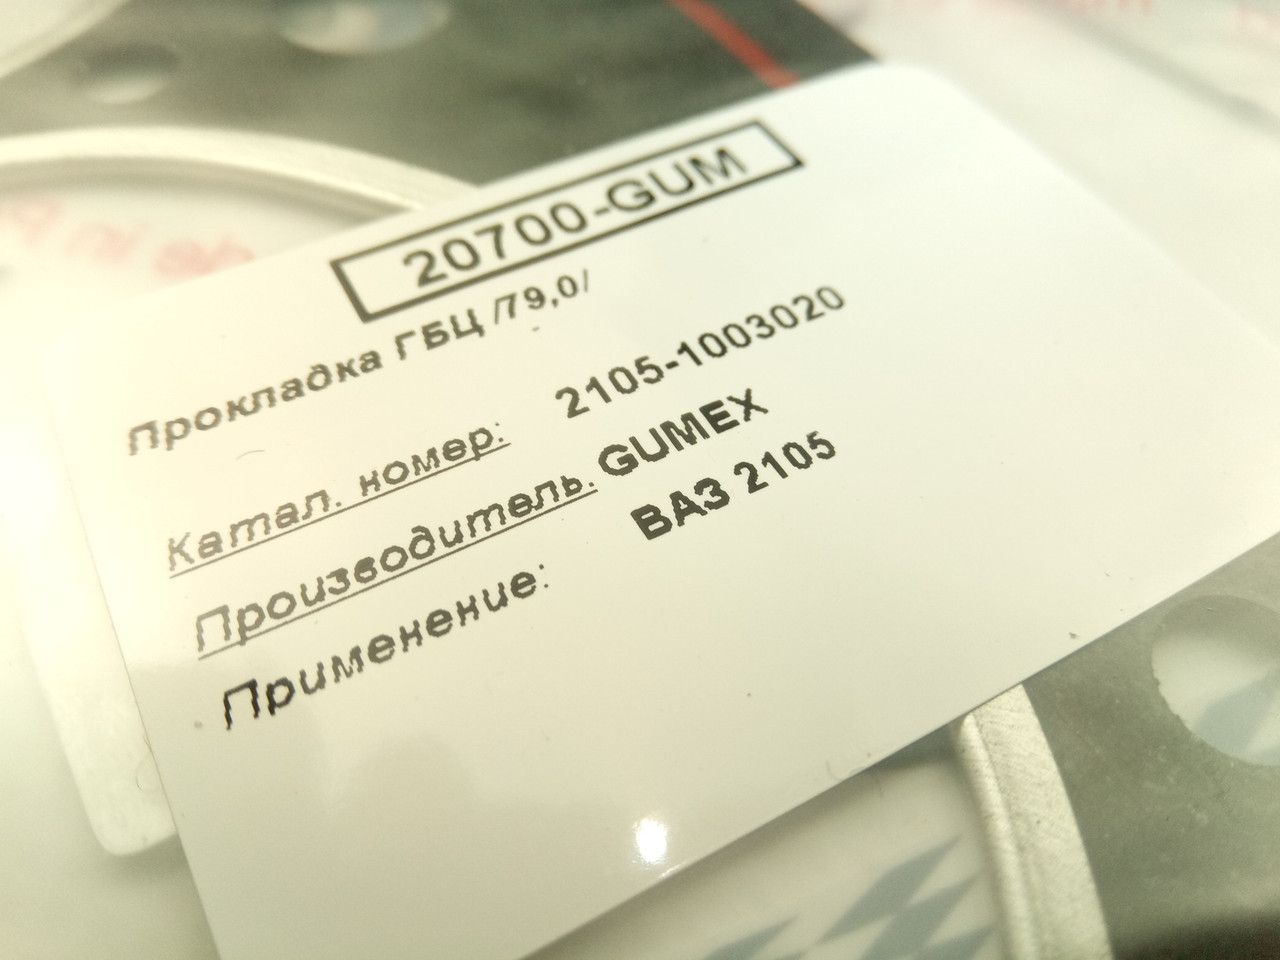 20700-GUM
Прокладка ГБЦ /79,0/
Катал. номер: 2105-1003020
Производитель. GUMEX
Применение: ВАЗ 2105